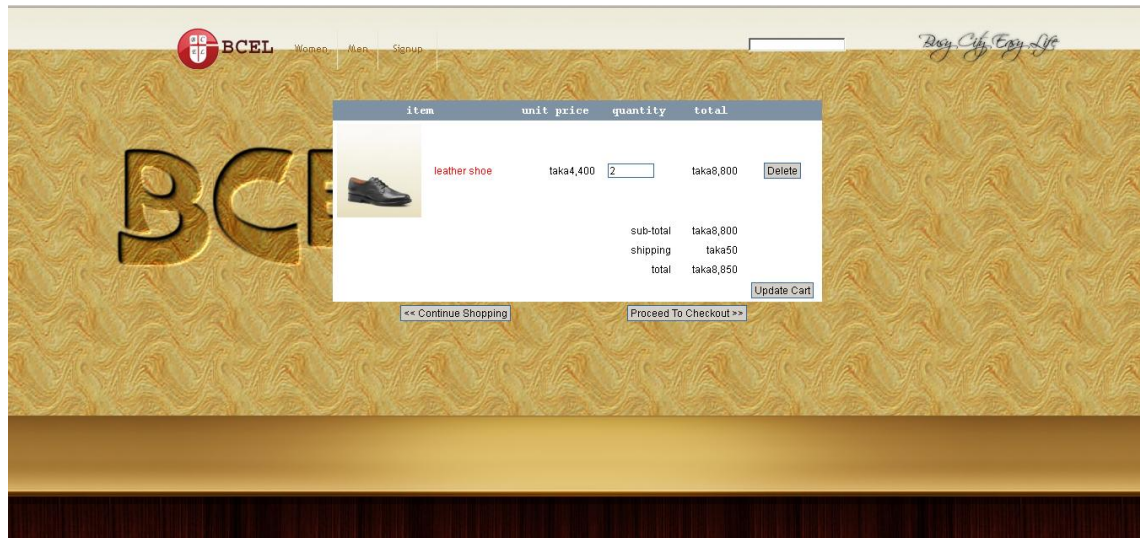 BC
EL
BCEL Women Men Signup
Busy City, Easy Life
item unit price quantity total
BCE
leather shoe taka4,400 2 taka8,800 Delete
sub-total taka8,800
shipping taka50
total taka8,850
Update Cart
<< Continue Shopping Proceed To Checkout >>